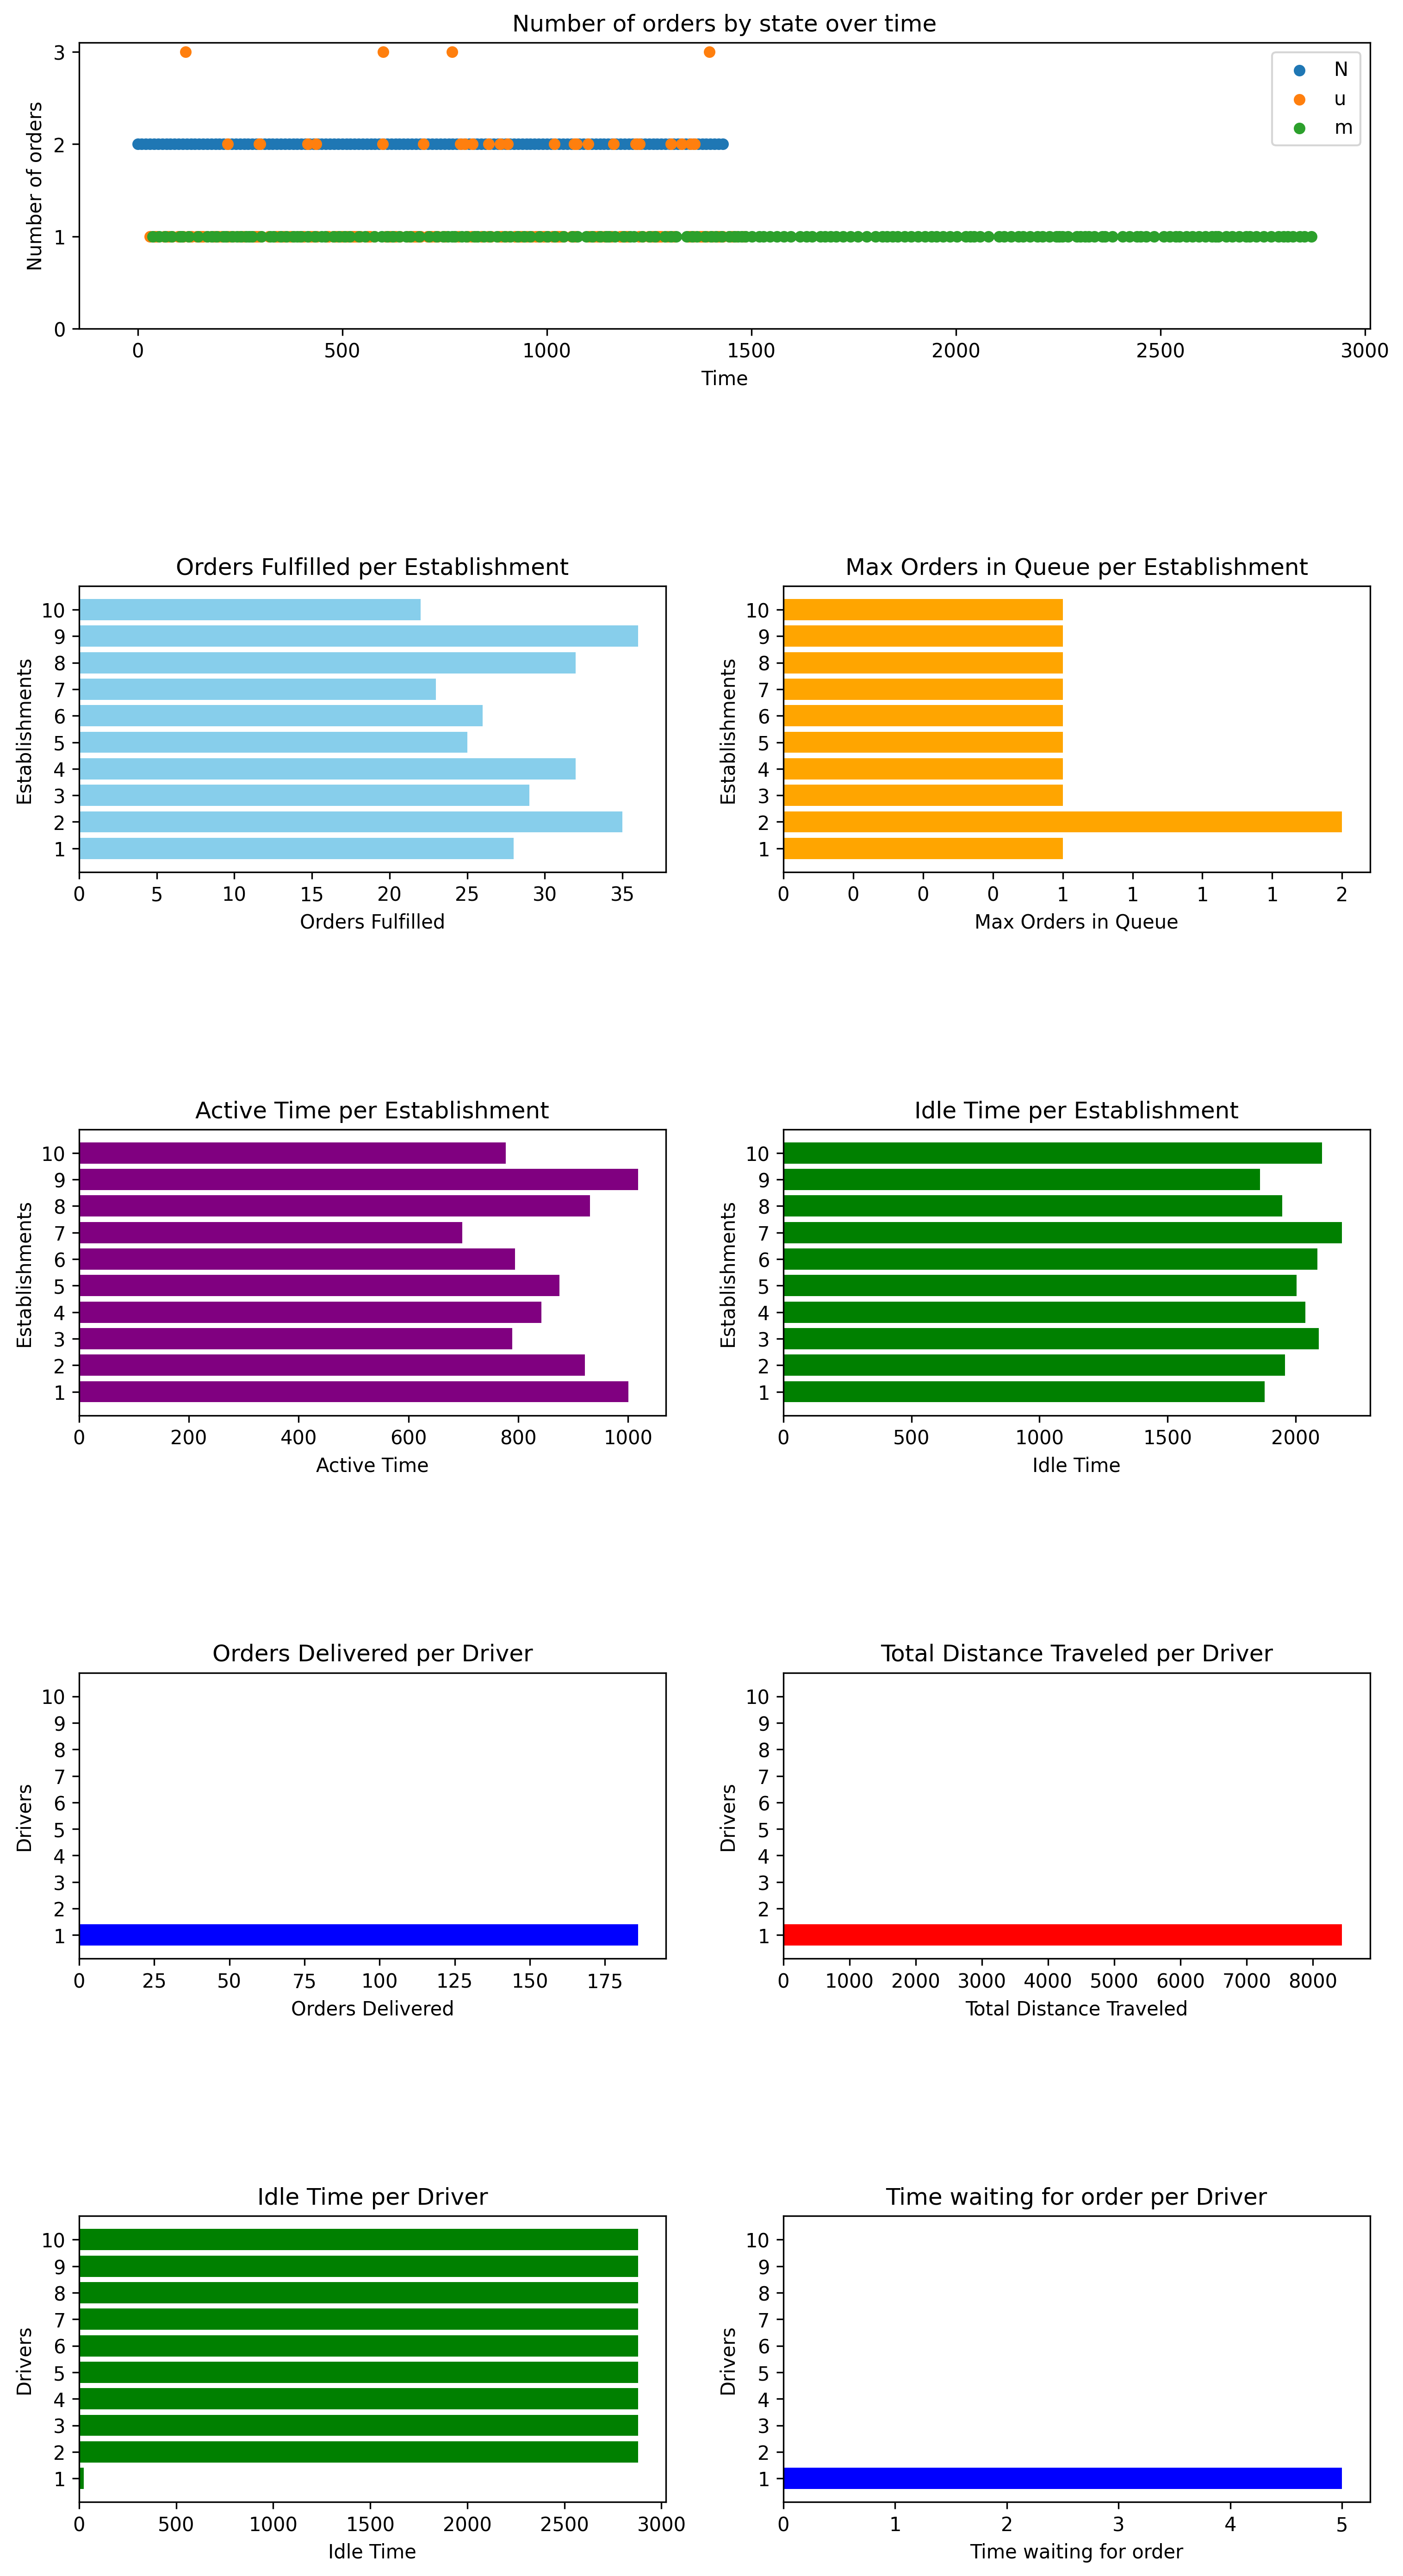 Number of orders by state over time
Number of orders
3
2
1
0
N
u
m
0 500 1000 1500 2000 2500 3000
Time
Orders Fulfilled per Establishment
Establishments
10
9
8
7
6
5
4
3
2
1
0 5 10 15 20 25 30 35
Orders Fulfilled
Max Orders in Queue per Establishment
Establishments
10
9
8
7
6
5
4
3
2
1
0 0 0 0 1 1 1 1 2
Max Orders in Queue
Active Time per Establishment
Establishments
10
9
8
7
6
5
4
3
2
1
0 200 400 600 800 1000
Active Time
Idle Time per Establishment
Establishments
10
9
8
7
6
5
4
3
2
1
0 500 1000 1500 2000
Idle Time
Orders Delivered per Driver
Drivers
10
9
8
7
6
5
4
3
2
1
0 25 50 75 100 125 150 175
Orders Delivered
Total Distance Traveled per Driver
Drivers
10
9
8
7
6
5
4
3
2
1
0 1000 2000 3000 4000 5000 6000 7000 8000
Total Distance Traveled
Idle Time per Driver
Drivers
10
9
8
7
6
5
4
3
2
1
0 500 1000 1500 2000 2500 3000
Idle Time
Time waiting for order per Driver
Drivers
10
9
8
7
6
5
4
3
2
1
0 1 2 3 4 5
Time waiting for order